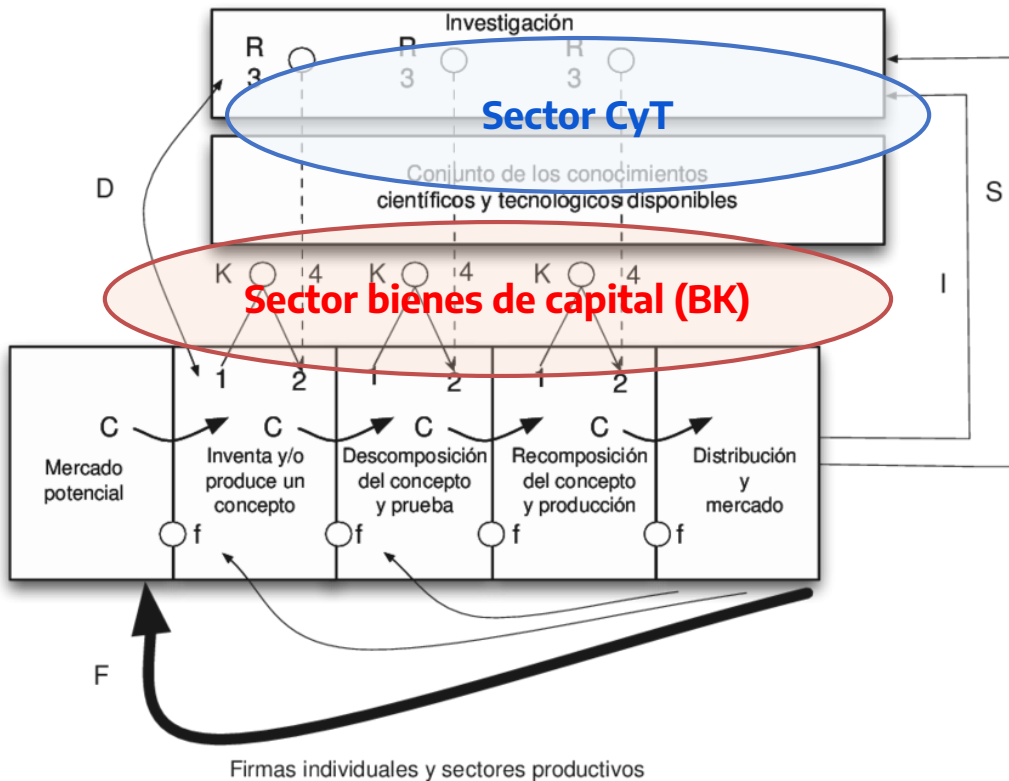 Investigación
R R R
3 3 3
Sector CyT
Conjunto de los conocimientos
científicos y tecnológicos disponibles
D
S
I
K 4 K 4 K 4
Sector bienes de capital (BK)
1 2 1 2 1 2
C C C C
Mercado
potencial
Inventa y/o
produce un
concepto
Descomposición
del concepto
y prueba
Recomposición
del concepto
y producción
Distribución
y
mercado
f f f f
F
Firmas individuales y sectores productivos